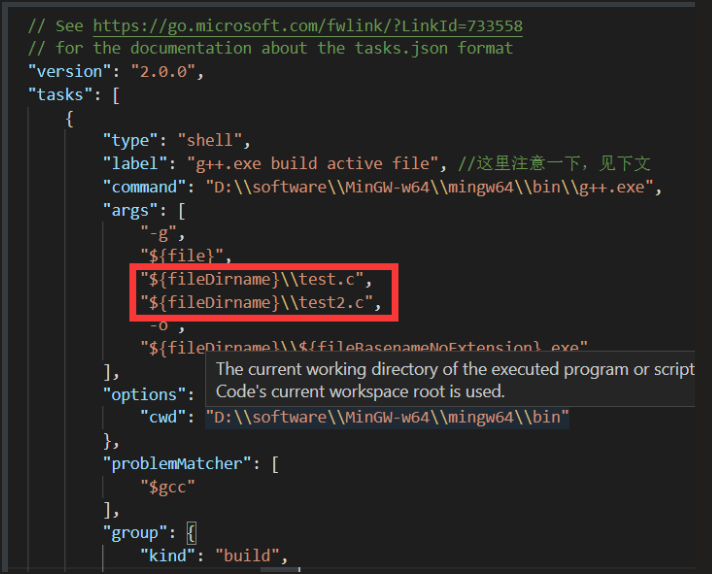 // See https://go.microsoft.com/fwlink/?LinkId=733558
// for the documentation about the tasks.json format
"version": "2.0.0",
"tasks": [
{
"type": "shell",
"label": "g++.exe build active file", //这里注意一下，见下文
"command": "D:\\software\\MinGW-w64\\mingw64\\bin\\g++.exe",
"args": [
"-g",
"${file}",
"${fileDirname}\\test.c",
"${fileDirname}\\test2.c",
"-o",
"${fileDirname}\\${fileBasenameNoExtension}.exe"
],
The current working directory of the executed program or script
"options":
Code's current workspace root is used.
"cwd": "D:\\software\\MinGW-w64\\mingw64\\bin"
},
"problemMatcher": [
"$gcc"
],
"group": {
"kind": "build",